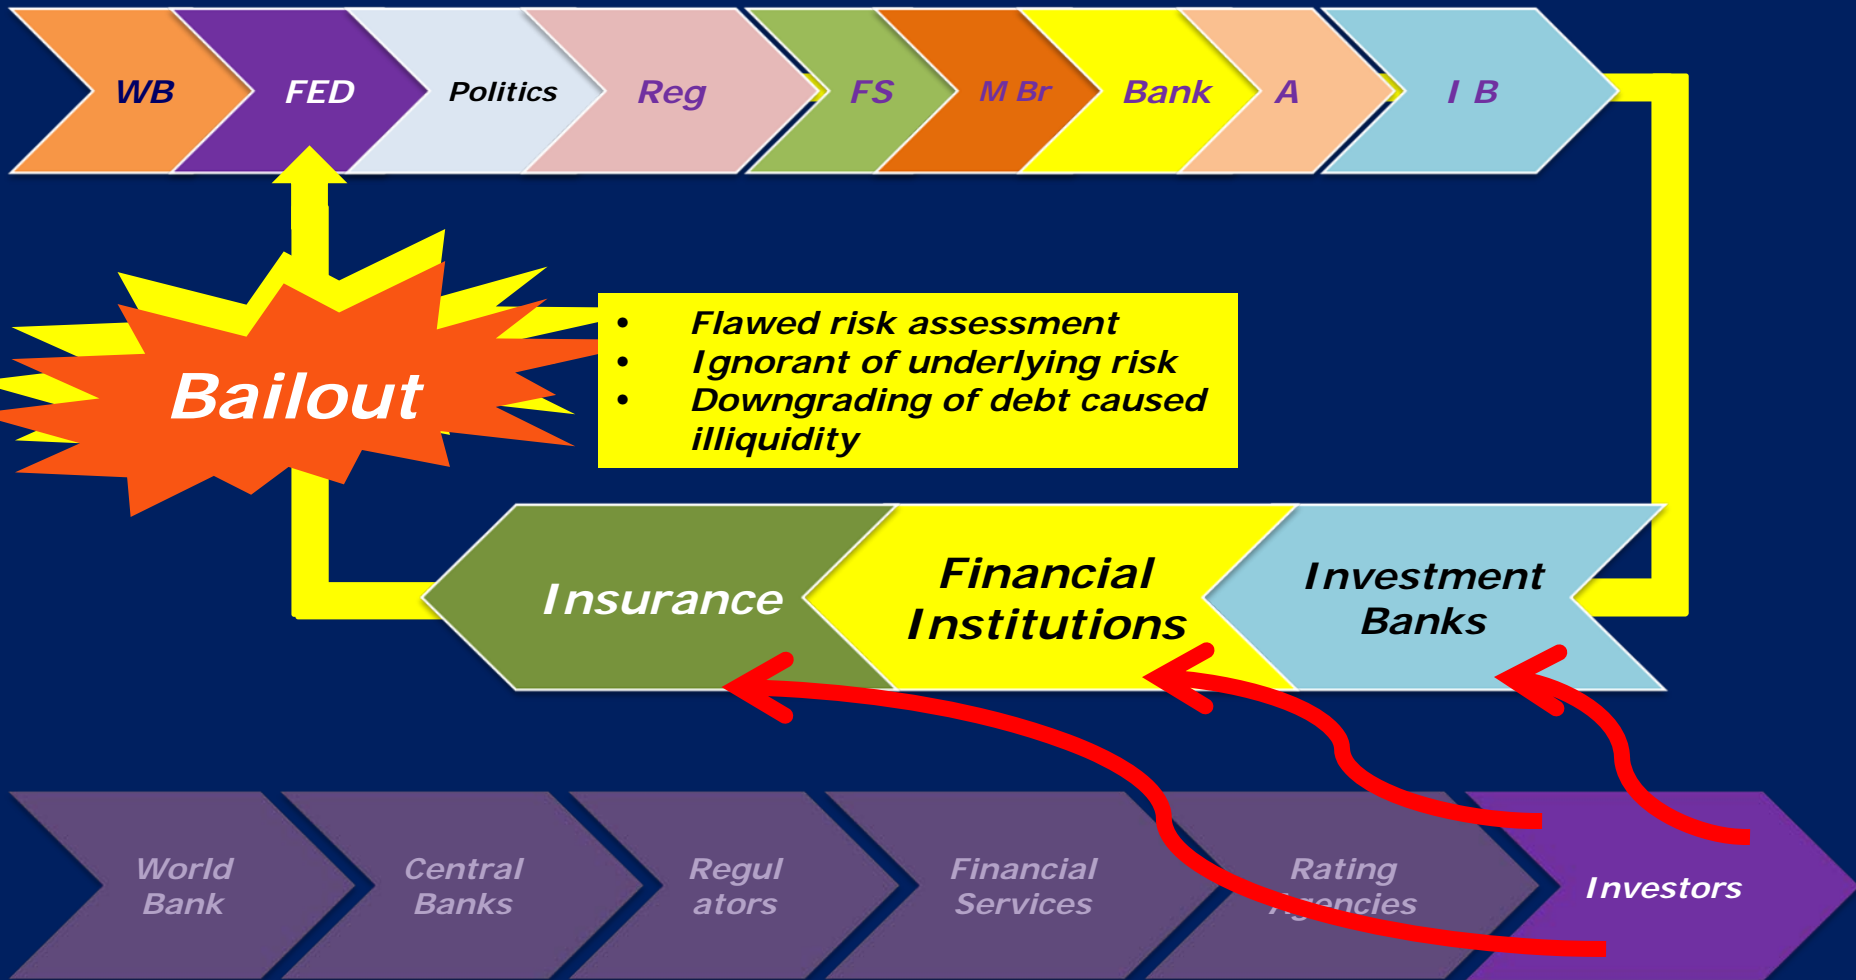 WB
FED
Politics
Reg
FS
M Br
Bank
A
I B
Bailout
• Flawed risk assessment
• Ignorant of underlying risk
• Downgrading of debt caused
illiquidity
Insurance
Financial
Institutions
Investment
Banks
World
Bank
Central
Banks
Regul
ators
Financial
Services
Rating
Agencies
Investors